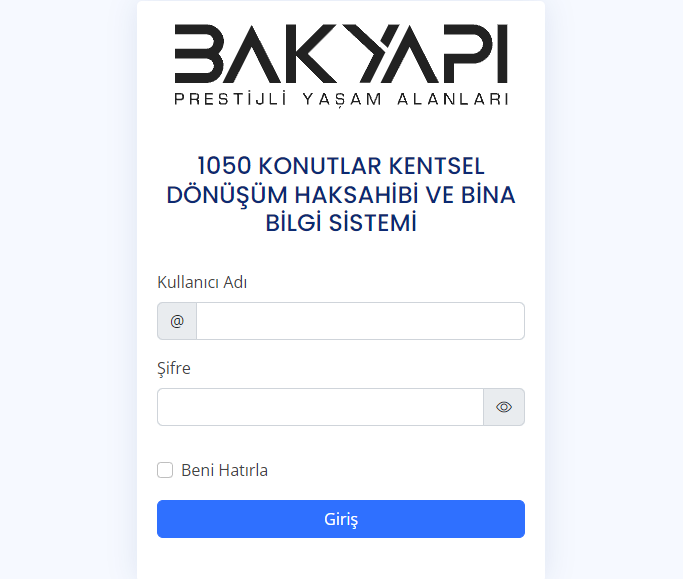 BAKYAPI
PRESTİJLİ YAŞAM ALANLARI
1050 KONUTLAR KENTSEL
DÖNÜŞÜM HAKSAHİBİ VE BİNA
BİLGİ SİSTEMİ
Kullanıcı Adı
@
Şifre
Beni Hatırla
Giriş